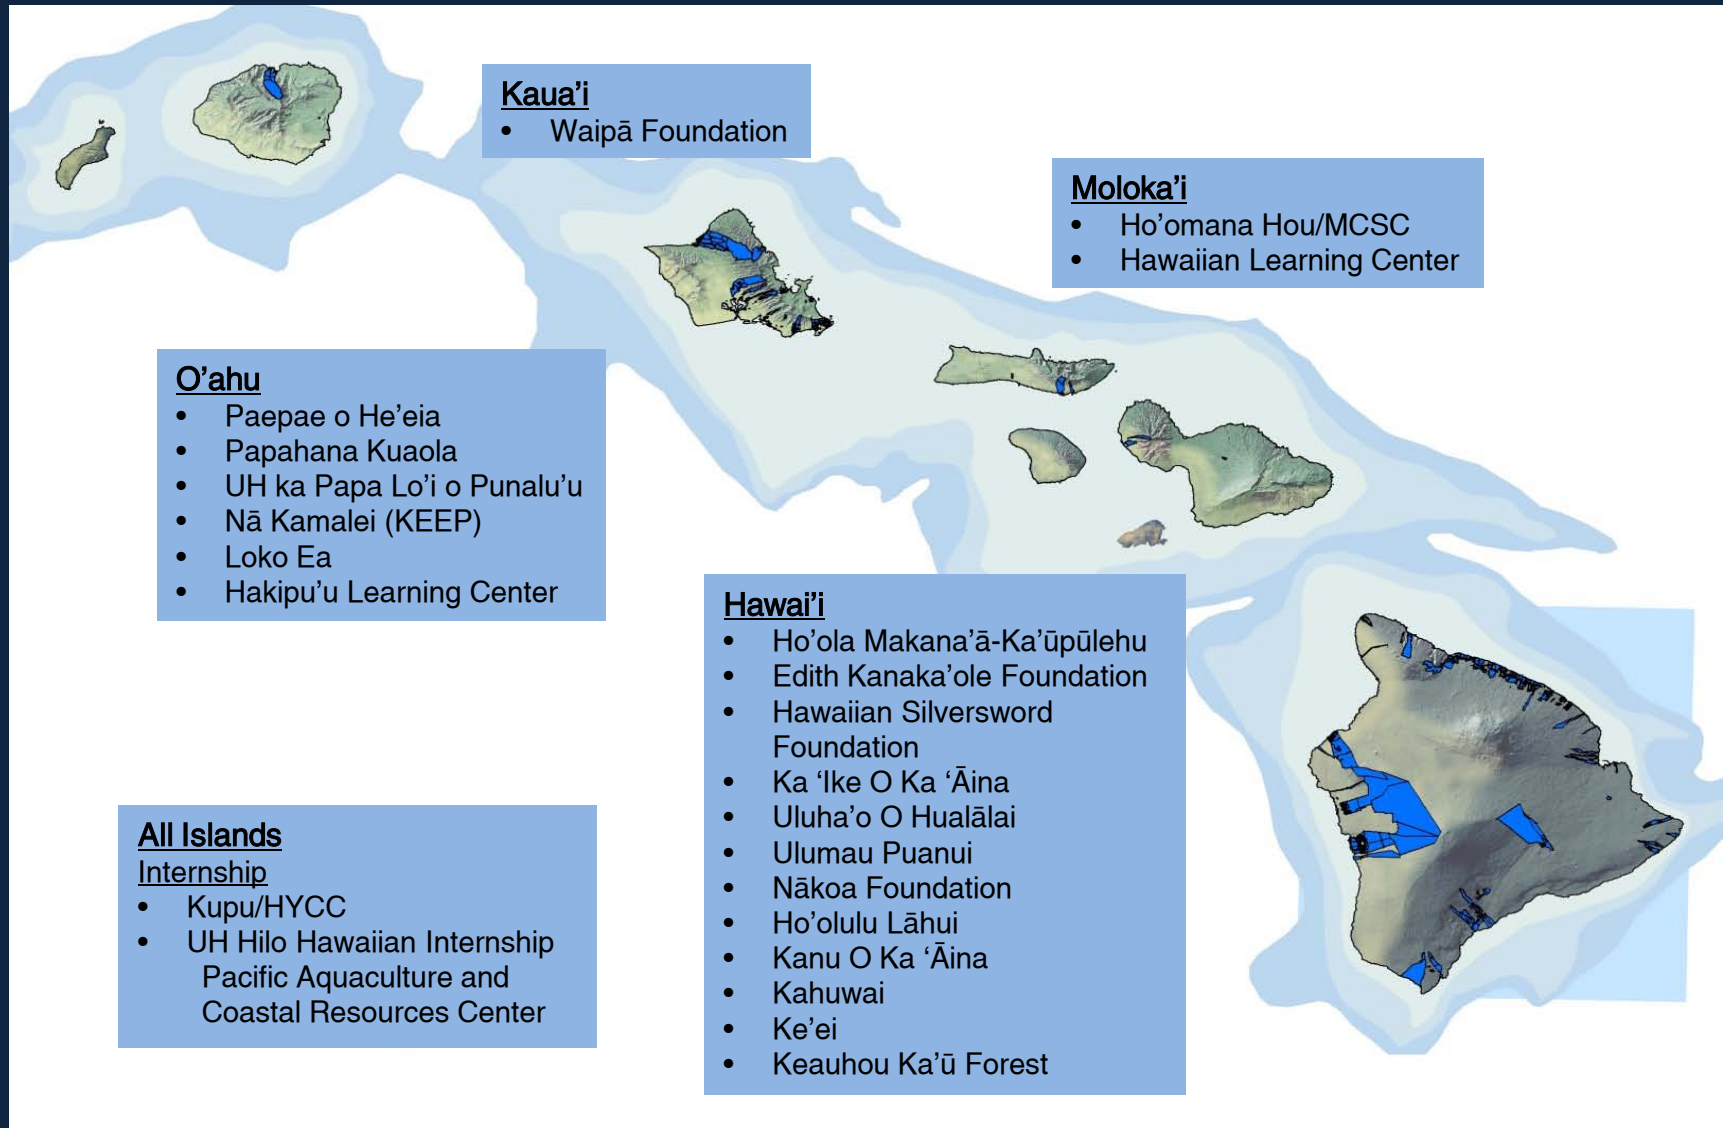 Kaua’i
• Waipā Foundation
Moloka’i
• Ho’omana Hou/MCSC
• Hawaiian Learning Center
O’ahu
• Paepae o He’eia
• Papahana Kuaola
• UH ka Papa Lo’i o Punalu’u
• Nā Kamalei (KEEP)
• Loko Ea
• Hakipu’u Learning Center
Hawai’i
• Ho’ola Makana’ā-Ka’ūpūlehu
• Edith Kanaka’ole Foundation
• Hawaiian Silversword
Foundation
• Ka ‘Ike O Ka ‘Āina
• Uluha’o O Hualālai
• Ulumau Puanui
• Nākoa Foundation
• Ho’olulu Lāhui
• Kanu O Ka ‘Āina
• Kahuwai
• Ke’ei
• Keauhou Ka’ū Forest
All Islands
Internship
• Kupu/HYCC
• UH Hilo Hawaiian Internship
Pacific Aquaculture and
Coastal Resources Center